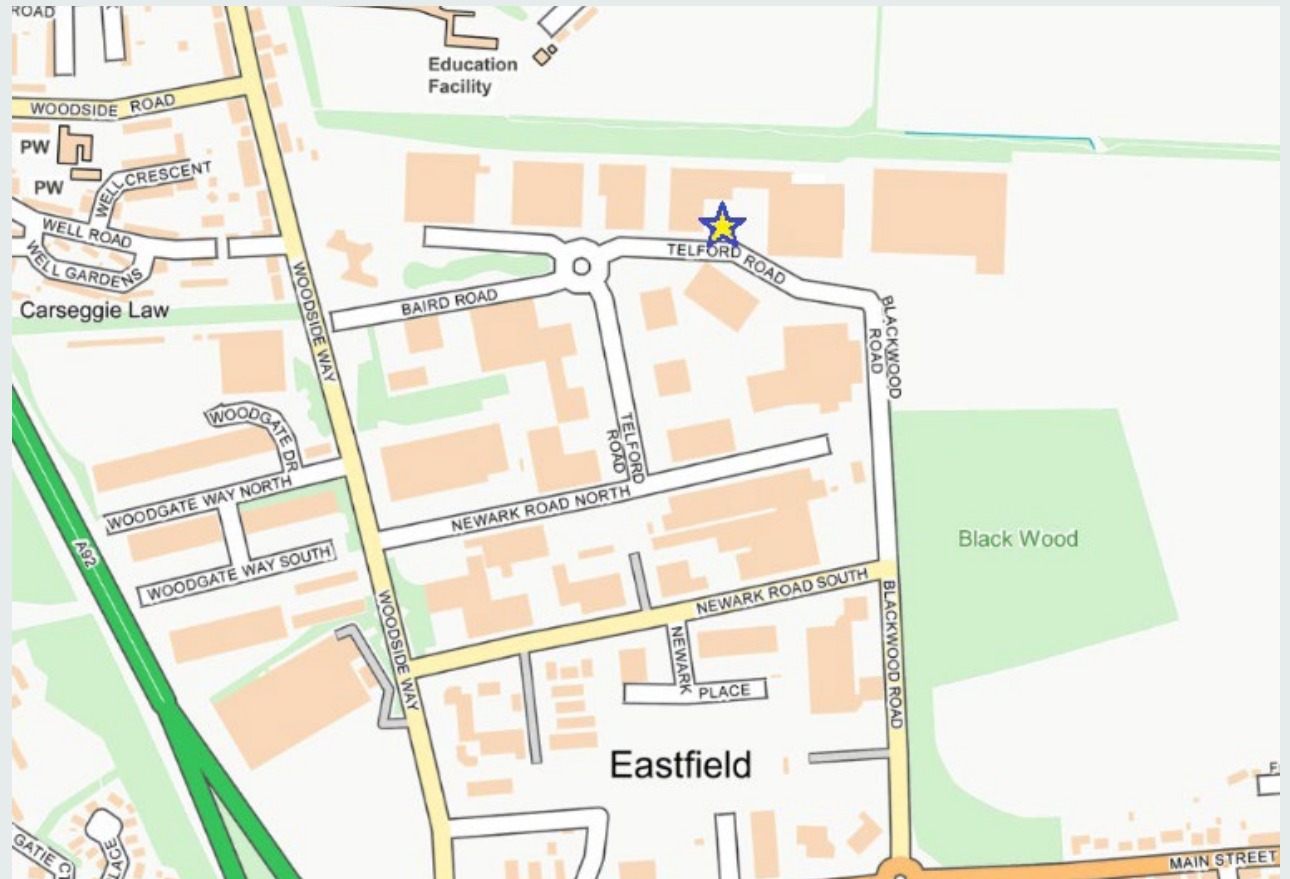 ROAD
Education
Facility
WOODSIDE ROAD
PW
PW
WELL CRESCENT
WELL ROAD
WELL GARDENS
Carseggie Law
WOODSIDE WAY
BAIRD ROAD
TELFORD ROAD
BLACKWOOD
ROAD
WOODGATE DR
TELFORD
ROAD
WOODGATE WAY NORTH
NEWARK ROAD NORTH
A92
WOODGATE WAY SOUTH
Black Wood
NEWARK ROAD SOUTH
WOODSIDE WAY
BLACKWOOD ROAD
NEWARK
PLACE
Eastfield
MAIN STREET